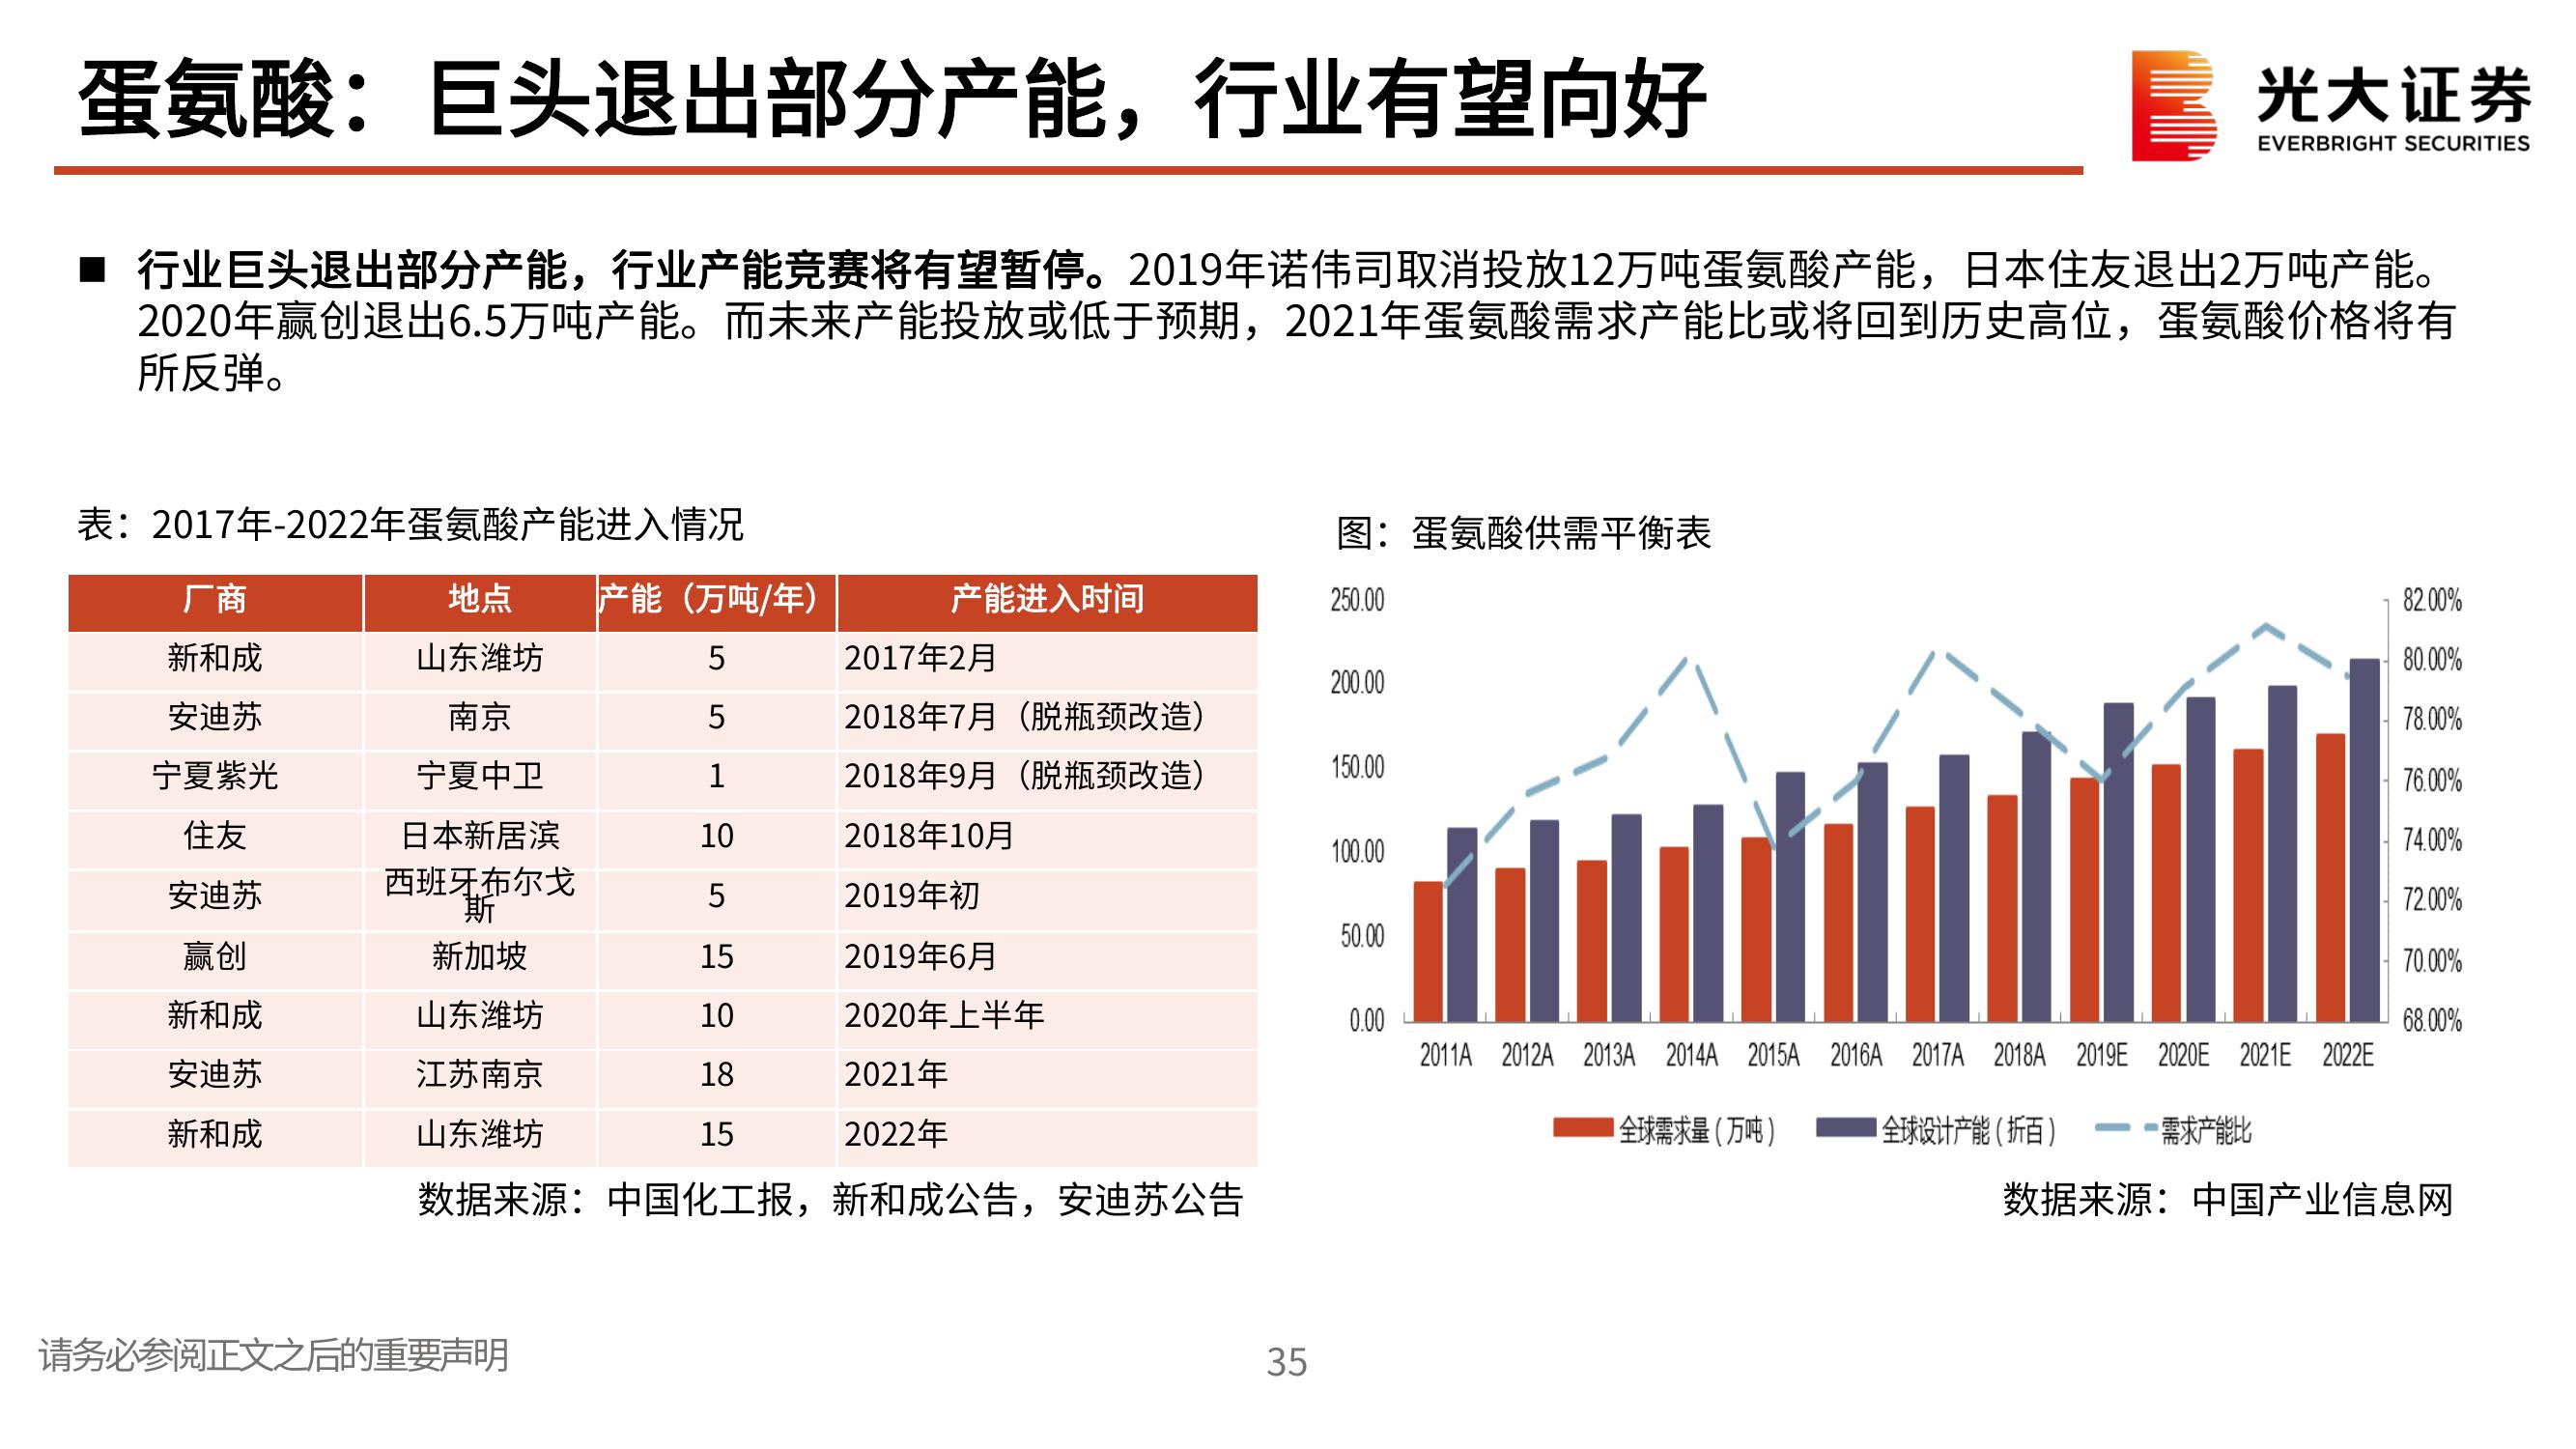 蛋氨酸：巨头退出部分产能，行业有望向好
光大证券
EVERBRIGHT SECURITIES
■ 行业巨头退出部分产能，行业产能竞赛将有望暂停。2019年诺伟司取消投放12万吨蛋氨酸产能，日本住友退出2万吨产能。
2020年赢创退出6.5万吨产能。而未来产能投放或低于预期，2021年蛋氨酸需求产能比或将回到历史高位，蛋氨酸价格将有
所反弹。
表：2017年-2022年蛋氨酸产能进入情况
厂商 地点 产能（万吨/年） 产能进入时间
新和成 山东潍坊 5 2017年2月
安迪苏 南京 5 2018年7月（脱瓶颈改造）
宁夏紫光 宁夏中卫 1 2018年9月（脱瓶颈改造）
住友 日本新居滨 10 2018年10月
安迪苏 西班牙布尔戈斯 5 2019年初
赢创 新加坡 15 2019年6月
新和成 山东潍坊 10 2020年上半年
安迪苏 江苏南京 18 2021年
新和成 山东潍坊 15 2022年
数据来源：中国化工报，新和成公告，安迪苏公告
图：蛋氨酸供需平衡表
250.00
200.00
150.00
100.00
50.00
0.00
82.00%
80.00%
78.00%
76.00%
74.00%
72.00%
70.00%
68.00%
2011A 2012A 2013A 2014A 2015A 2016A 2017A 2018A 2019E 2020E 2021E 2022E
全球需求量（万吨） 全球设计产能（折百） 需求产能比
数据来源：中国产业信息网
请务必参阅正文之后的重要声明
35